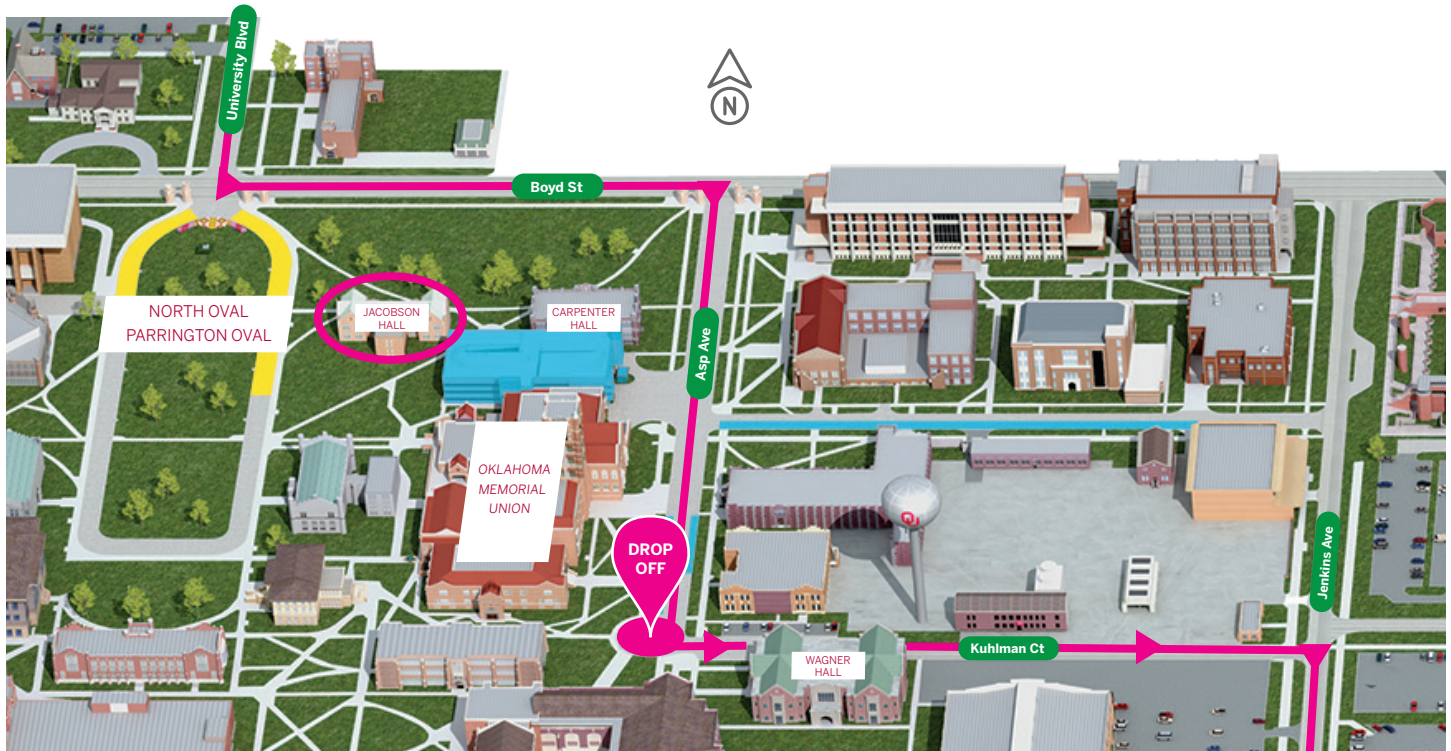 University Blvd
N
Boyd St
NORTH OVAL
PARRINGTON OVAL
JACOBSON
HALL
CARPENTER
HALL
Asp Ave
OKLAHOMA
MEMORIAL
UNION
DROP
OFF
Jenkins Ave
Kuhlman Ct
WAGNER
HALL